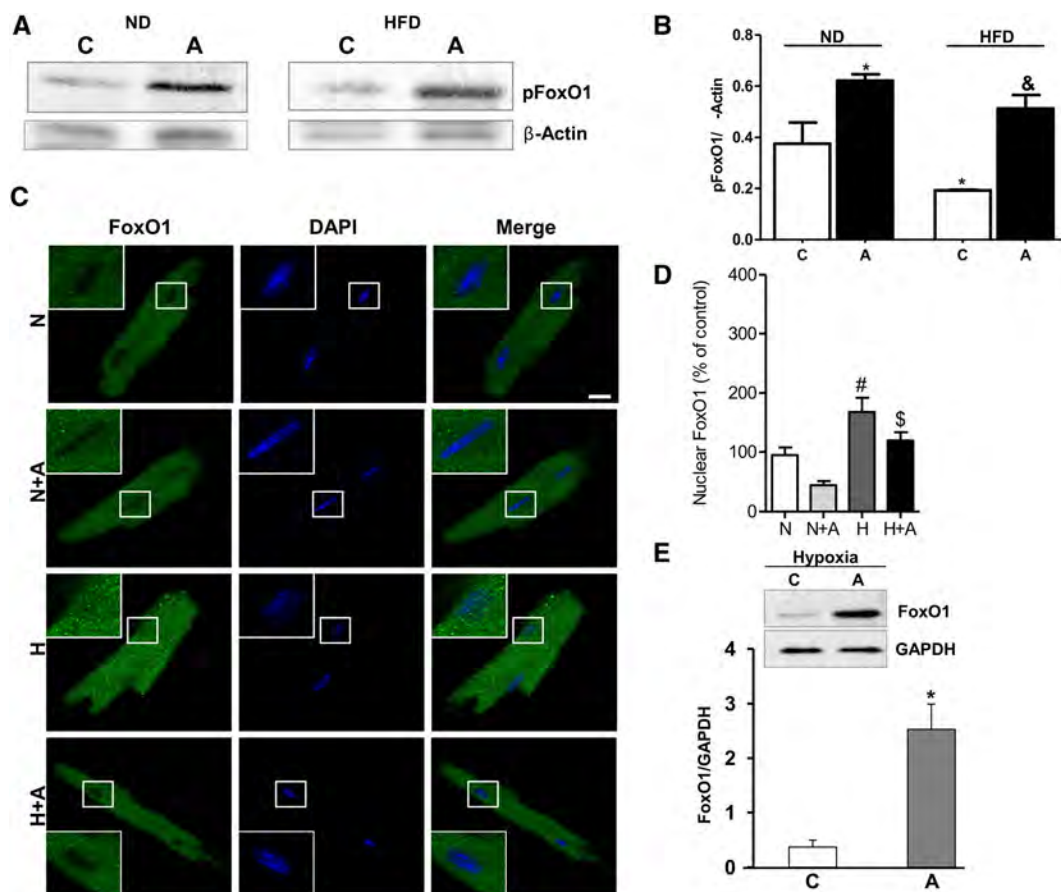 A
ND
HFD
C A
C A
pFoxO1
β-Actin
B
ND
HFD
pFoxO1/ -Actin
0.6
0.4
0.2
0.0
*
*
&
C A C A
C
FoxO1 DAPI Merge
N
N+A
H
H+A
D
Nuclear FoxO1 (% of control)
400
300
200
100
0
#
$
N N+A H H+A
E
Hypoxia
C A
FoxO1
GAPDH
FoxO1/GAPDH
4
3
2
1
0
*
C A